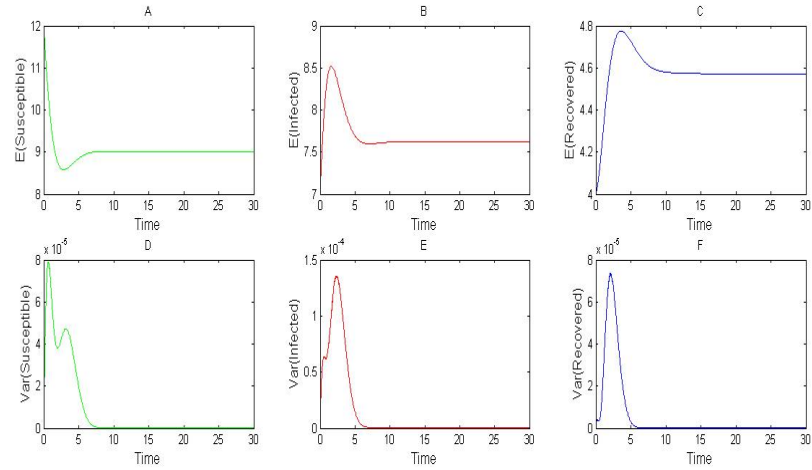 A
B
C
12
11
10
9
8
E(Susceptible)
0 5 10 15 20 25 30
Time
9
8.5
8
7.5
7
E(Infected)
0 5 10 15 20 25 30
Time
4.8
4.6
4.4
4.2
4
E(Recovered)
0 5 10 15 20 25 30
Time
D
E
F
x 10⁻⁵
8
6
4
2
0
Var(Susceptible)
0 5 10 15 20 25 30
Time
x 10⁻⁴
1.5
1
0.5
0
Var(Infected)
0 5 10 15 20 25 30
Time
x 10⁻⁵
8
6
4
2
0
Var(Recovered)
0 5 10 15 20 25 30
Time